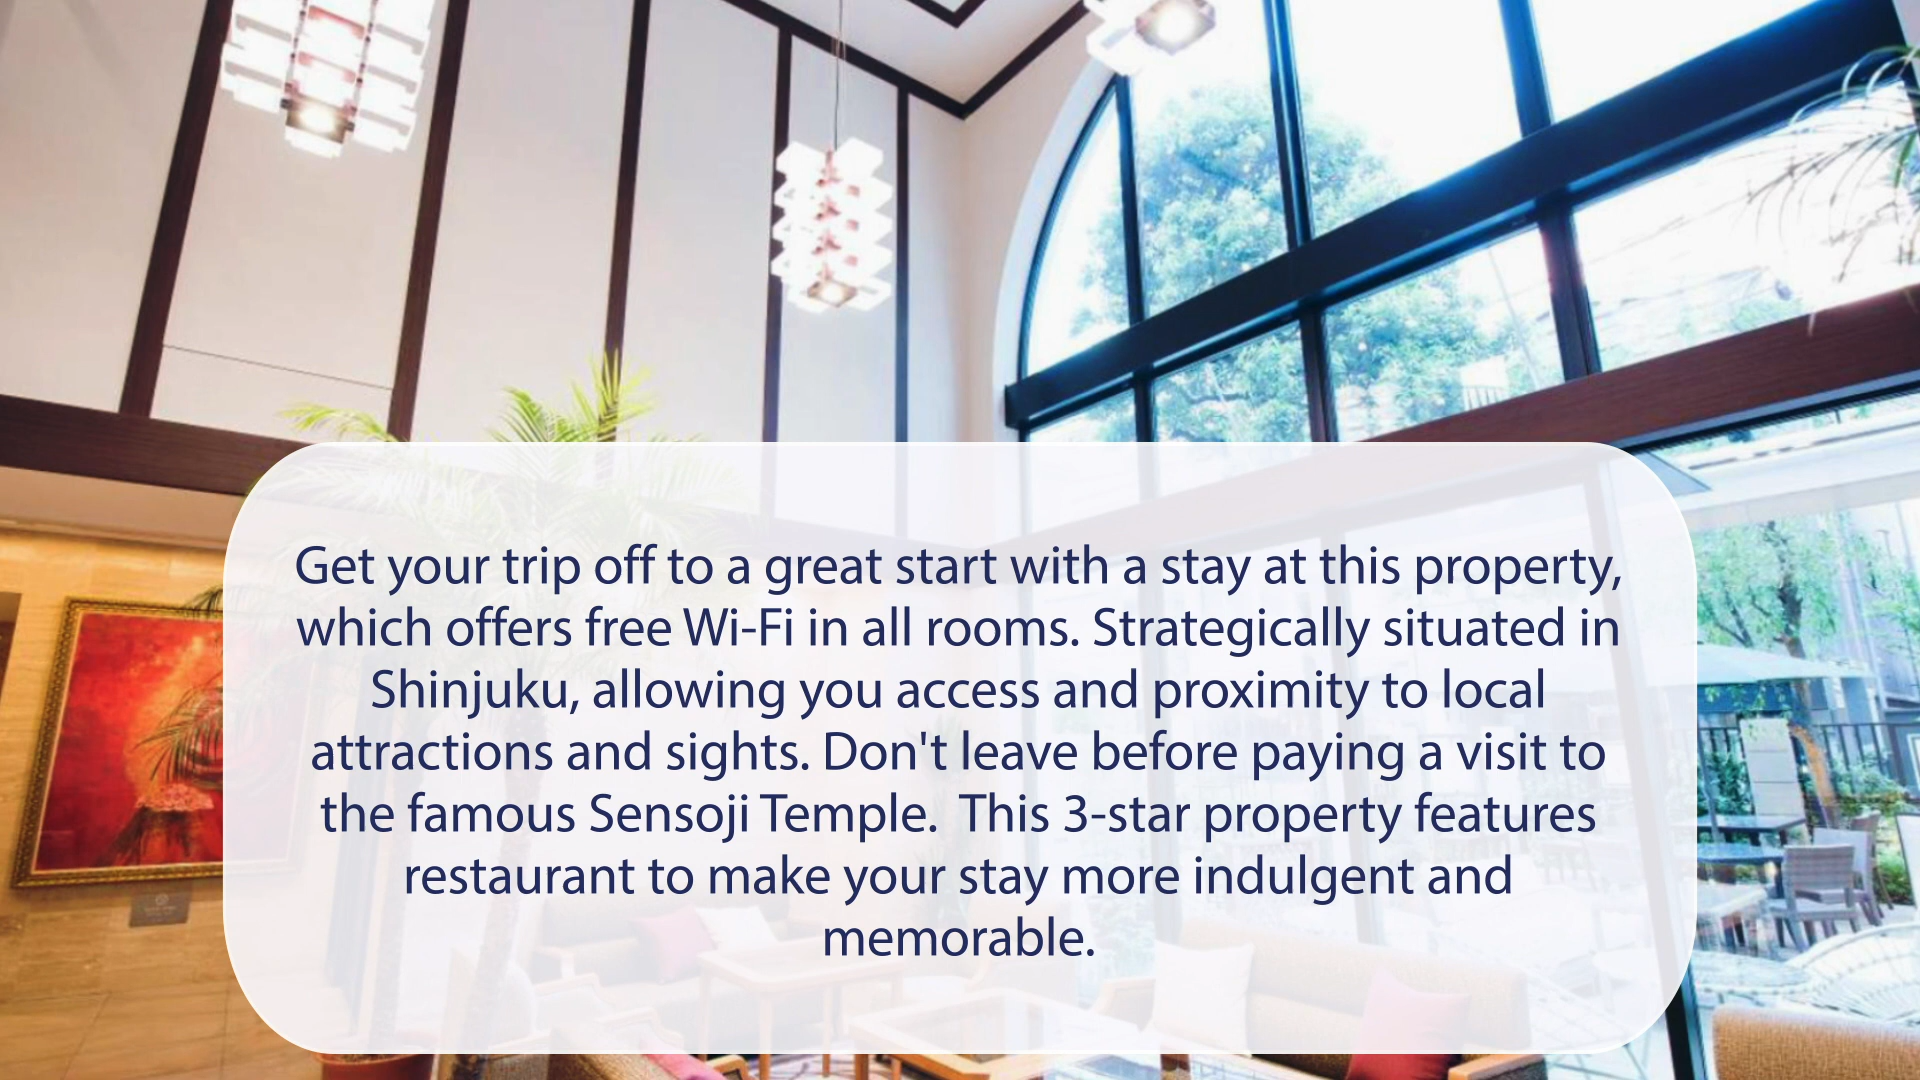 Get your trip off to a great start with a stay at this property,
which offers free Wi-Fi in all rooms. Strategically situated in
Shinjuku, allowing you access and proximity to local
attractions and sights. Don't leave before paying a visit to
the famous Sensoji Temple.  This 3-star property features
restaurant to make your stay more indulgent and
memorable.